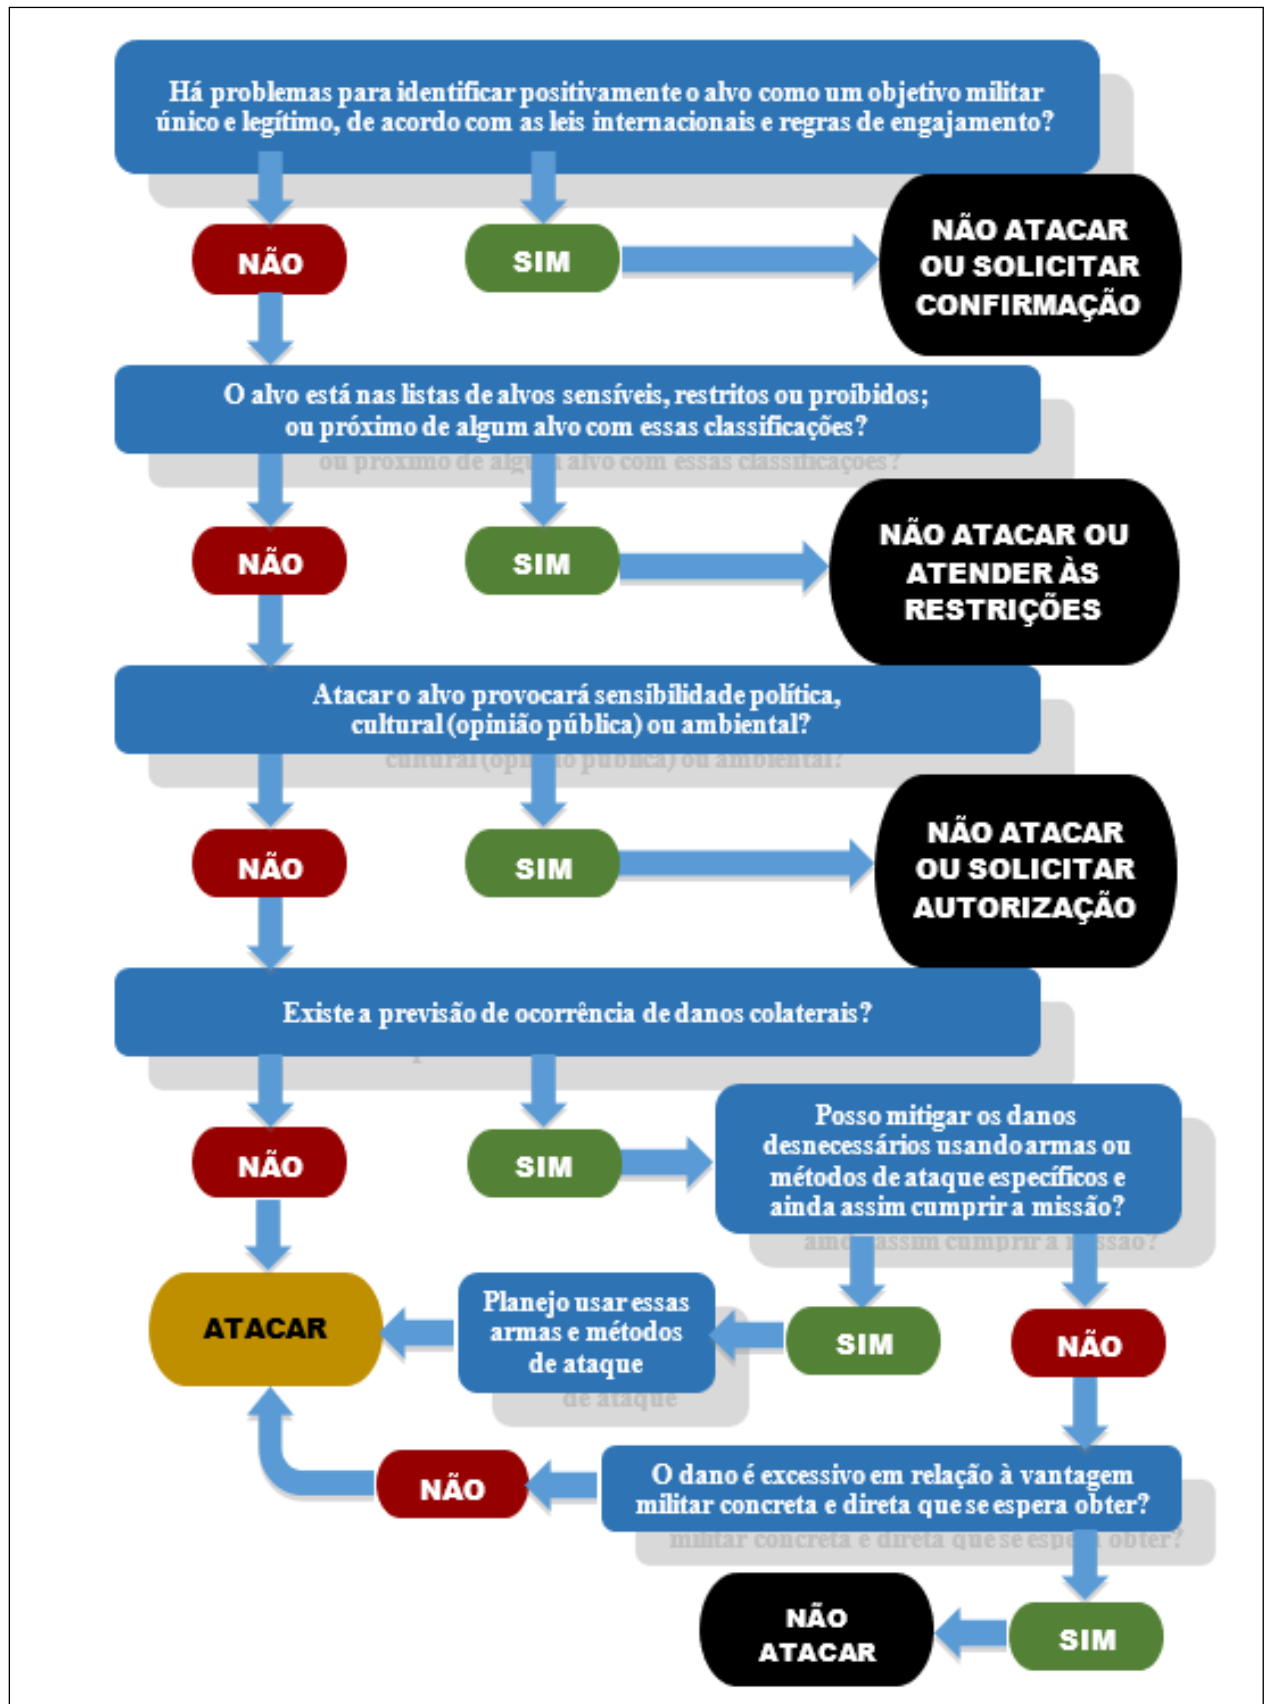 Há problemas para identificar positivamente o alvo como um objetivo militar
único e legítimo, de acordo com as leis internacionais e regras de engajamento?
NÃO
SIM
NÃO ATACAR
OU SOLICITAR
CONFIRMAÇÃO
O alvo está nas listas de alvos sensíveis, restritos ou proibidos;
ou próximo de algum alvo com essas classificações?
NÃO
SIM
NÃO ATACAR OU
ATENDER ÀS
RESTRIÇÕES
Atacar o alvo provocará sensibilidade política,
cultural (opinião pública) ou ambiental?
NÃO
SIM
NÃO ATACAR
OU SOLICITAR
AUTORIZAÇÃO
Existe a previsão de ocorrência de danos colaterais?
NÃO
SIM
Posso mitigar os danos
desnecessários usando armas ou
métodos de ataque específicos e
ainda assim cumprir a missão?
ATACAR
Planejo usar essas
armas e métodos
de ataque
SIM
NÃO
NÃO
O dano é excessivo em relação à vantagem
militar concreta e direta que se espera obter?
NÃO
ATACAR
SIM